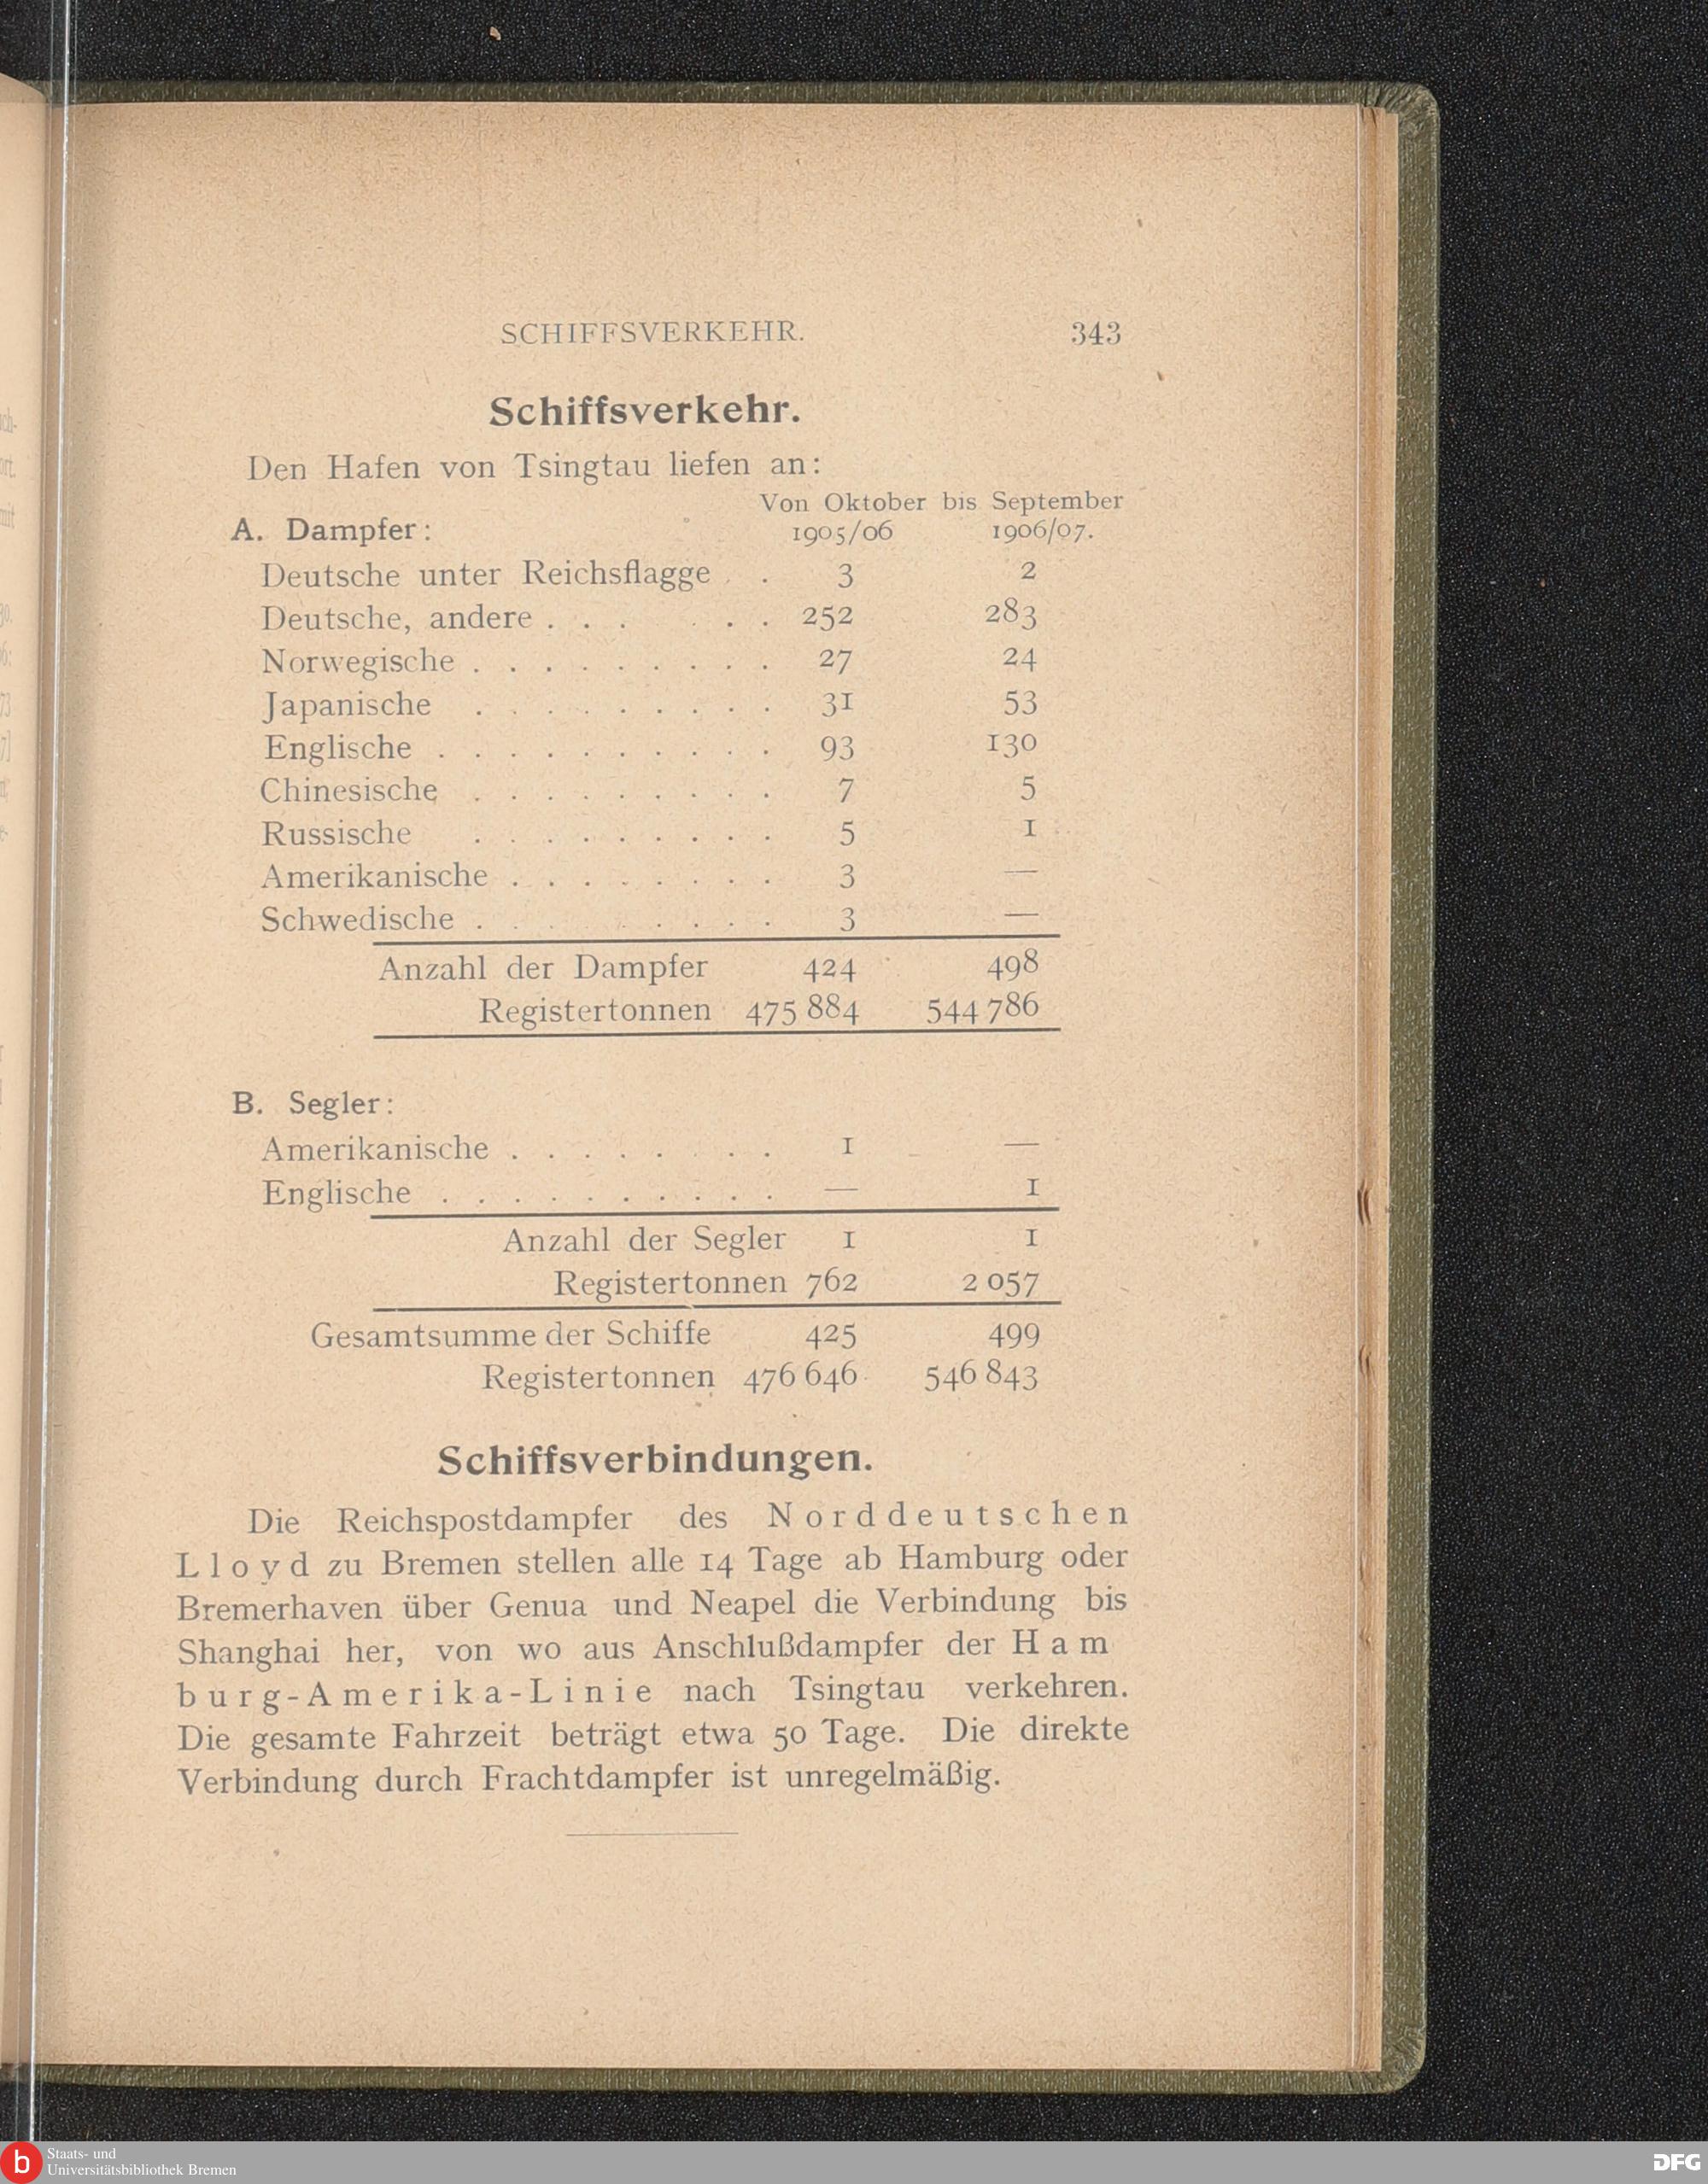 SCHIFFSVERKEHR. 343
Schiffsverkehr.
Den Hafen von Tsingtau liefen an:
Von Oktober bis September
A. Dampfer: 1905/06 1906/07.
Deutsche unter Reichsflagge . . 3 2
Deutsche, andere . . . . . . 252 283
Norwegische . . . . . . . . . 27 24
Japanische . . . . . . . . . 31 53
Englische . . . . . . . . . . 93 130
Chinesische . . . . . . . . . 7 5
Russische . . . . . . . . . 5 1
Amerikanische . . . . . . . . 3 —
Schwedische . . . . . . . . . 3 —
Anzahl der Dampfer 424 498
Registertonnen 475 884 544 786
B. Segler:
Amerikanische . . . . . . . . 1 —
Englische . . . . . . . . . . — 1
Anzahl der Segler 1 1
Registertonnen 762 2 057
Gesamtsumme der Schiffe 425 499
Registertonnen 476 646 546 843
Schiffsverbindungen.
Die Reichspostdampfer des Norddeutschen
Lloyd zu Bremen stellen alle 14 Tage ab Hamburg oder
Bremerhaven über Genua und Neapel die Verbindung bis
Shanghai her, von wo aus Anschlußdampfer der Ham
burg-Amerika-Linie nach Tsingtau verkehren.
Die gesamte Fahrzeit beträgt etwa 50 Tage. Die direkte
Verbindung durch Frachtdampfer ist unregelmäßig.
b Staats- und
Universitätsbibliothek Bremen
DFG